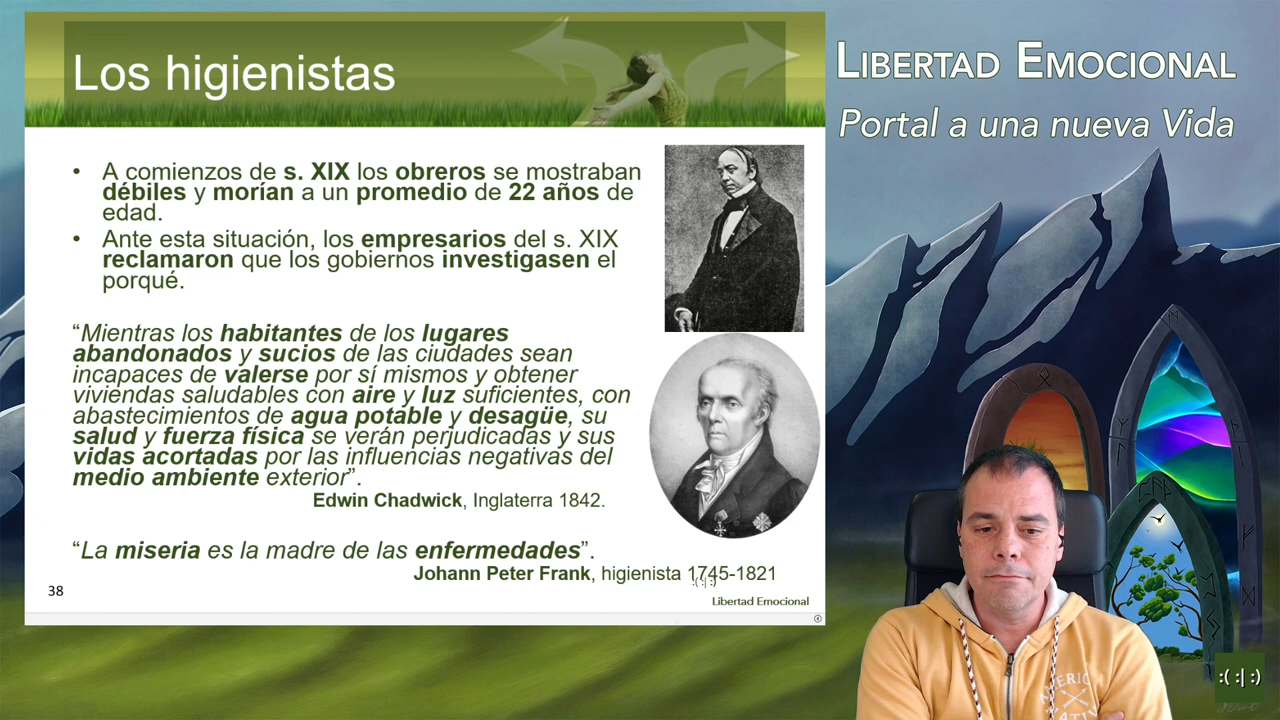 Los higienistas
LIBERTAD EMOCIONAL
Portal a una nueva Vida
• A comienzos de s. XIX los obreros se mostraban
débiles y morían a un promedio de 22 años de
edad.
• Ante esta situación, los empresarios del s. XIX
reclamaron que los gobiernos investigasen el
porqué.
“Mientras los habitantes de los lugares
abandonados y sucios de las ciudades sean
incapaces de valerse por sí mismos y obtener
viviendas saludables con aire y luz suficientes, con
abastecimientos de agua potable y desagüe, su
salud y fuerza física se verán perjudicadas y sus
vidas acortadas por las influencias negativas del
medio ambiente exterior”.
Edwin Chadwick, Inglaterra 1842.
“La miseria es la madre de las enfermedades”.
Johann Peter Frank, higienista 1745-1821
38
Libertad Emocional
:( :| :)